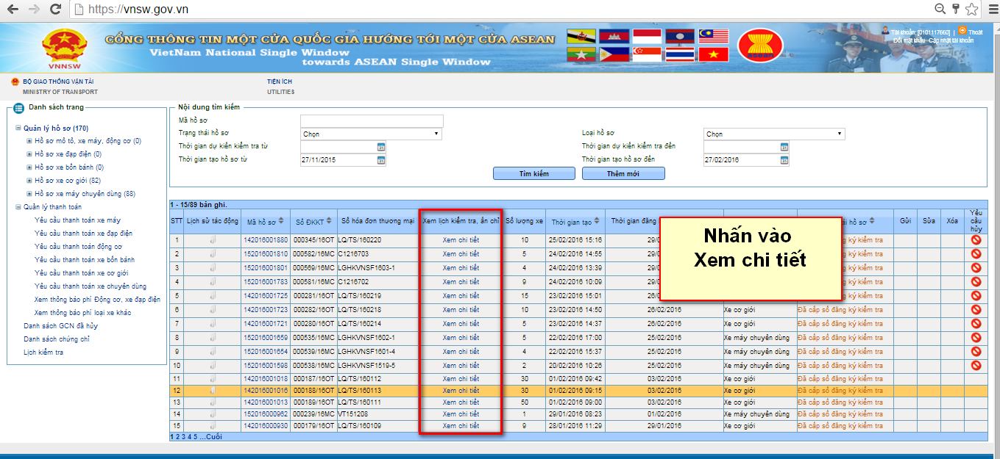 https://vnsw.gov.vn
CỔNG THÔNG TIN MỘT CỬA QUỐC GIA HƯỚNG TỚI MỘT CỬA ASEAN
VietNam National Single Window
towards ASEAN Single Window
VNNSW
asean
Tài khoản: [0101117660] | Thoát
Đổi mật khẩu Cập nhật tài khoản
BỘ GIAO THÔNG VẬN TẢI
MINISTRY OF TRANSPORT
TIỆN ÍCH
UTILITIES
Danh sách trang
Quản lý hồ sơ (170)
Hồ sơ mô tô, xe máy, động cơ (0)
Hồ sơ xe đạp điện (0)
Hồ sơ xe bốn bánh (0)
Hồ sơ xe cơ giới (82)
Hồ sơ xe máy chuyên dùng (88)
Quản lý thanh toán
Yêu cầu thanh toán xe máy
Yêu cầu thanh toán xe đạp điện
Yêu cầu thanh toán động cơ
Yêu cầu thanh toán xe bốn bánh
Yêu cầu thanh toán xe cơ giới
Yêu cầu thanh toán xe chuyên dùng
Xem thông báo phí Động cơ, xe đạp điện
Xem thông báo phí loại xe khác
Danh sách GCN đã hủy
Danh sách chứng chỉ
Lịch kiểm tra
Nội dung tìm kiếm
Mã hồ sơ
Trạng thái hồ sơ Chọn Loại hồ sơ Chọn
Thời gian dự kiến kiểm tra từ Thời gian dự kiến kiểm tra đến
Thời gian tạo hồ sơ từ 27/11/2015 Thời gian tạo hồ sơ đến 27/02/2016
Tìm kiếm Thêm mới
1 - 15/89 bản ghi.
STT Lịch sử tác động Mã hồ sơ Số ĐKKT Số hóa đơn thương mại Xem lịch kiểm tra, ấn chỉ Số lượng xe Thời gian tạo Thời gian đăng hồ sơ Gửi Sửa Xóa Yêu cầu hủy
1 142016001880 000345/16OT LQ/TS/160220 Xem chi tiết 10 25/02/2016 15:16 29/0 g ký kiểm tra
2 152016001810 000582/16MC C1216703 Xem chi tiết 5 24/02/2016 14:55 29/0 g ký kiểm tra
3 152016001801 000569/16MC LGHKVNSF1603-1 Xem chi tiết 4 24/02/2016 13:39 29/0 g ký kiểm tra
4 152016001783 000581/16MC C1216702 Xem chi tiết 9 24/02/2016 10:09 29/0 g ký kiểm tra
5 142016001725 000281/16OT LQ/TS/160219 Xem chi tiết 15 23/02/2016 15:01 26/0 g ký kiểm tra
6 142016001723 000282/16OT LQ/TS/160218 Xem chi tiết 10 23/02/2016 14:50 26/02/2016 Xe cơ giới Đã cấp số đăng ký kiểm tra
7 142016001721 000280/16OT LQ/TS/160214 Xem chi tiết 5 23/02/2016 14:37 26/02/2016 Xe cơ giới Đã cấp số đăng ký kiểm tra
8 152016001659 000535/16MC LGHKVNSF1602-1 Xem chi tiết 5 22/02/2016 17:00 25/02/2016 Xe máy chuyên dùng Đã cấp số đăng ký kiểm tra
9 152016001654 000539/16MC LGHKVNSF1601-4 Xem chi tiết 4 22/02/2016 15:37 25/02/2016 Xe máy chuyên dùng Đã cấp số đăng ký kiểm tra
10 152016001598 000538/16MC LGHKVNSF1519-5 Xem chi tiết 2 20/02/2016 10:26 25/02/2016 Xe máy chuyên dùng Đã cấp số đăng ký kiểm tra
11 142016001018 000187/16OT LQ/TS/160112 Xem chi tiết 30 01/02/2016 09:42 03/02/2016 Xe cơ giới Đã cấp số đăng ký kiểm tra
12 142016001016 000188/16OT LQ/TS/160113 Xem chi tiết 30 01/02/2016 09:15 03/02/2016 Xe cơ giới Đã cấp số đăng ký kiểm tra
13 142016001013 000189/16OT LQ/TS/160111 Xem chi tiết 50 01/02/2016 09:00 03/02/2016 Xe cơ giới Đã cấp số đăng ký kiểm tra
14 152016000962 000239/16MC VT151208 Xem chi tiết 1 29/01/2016 08:23 01/02/2016 Xe máy chuyên dùng Đã cấp số đăng ký kiểm tra
15 142016000930 000179/16OT LQ/TS/160109 Xem chi tiết 9 28/01/2016 11:29 29/01/2016 Xe cơ giới Đã cấp số đăng ký kiểm tra
1 2 3 4 5 ...Cuối
Nhấn vào
Xem chi tiết